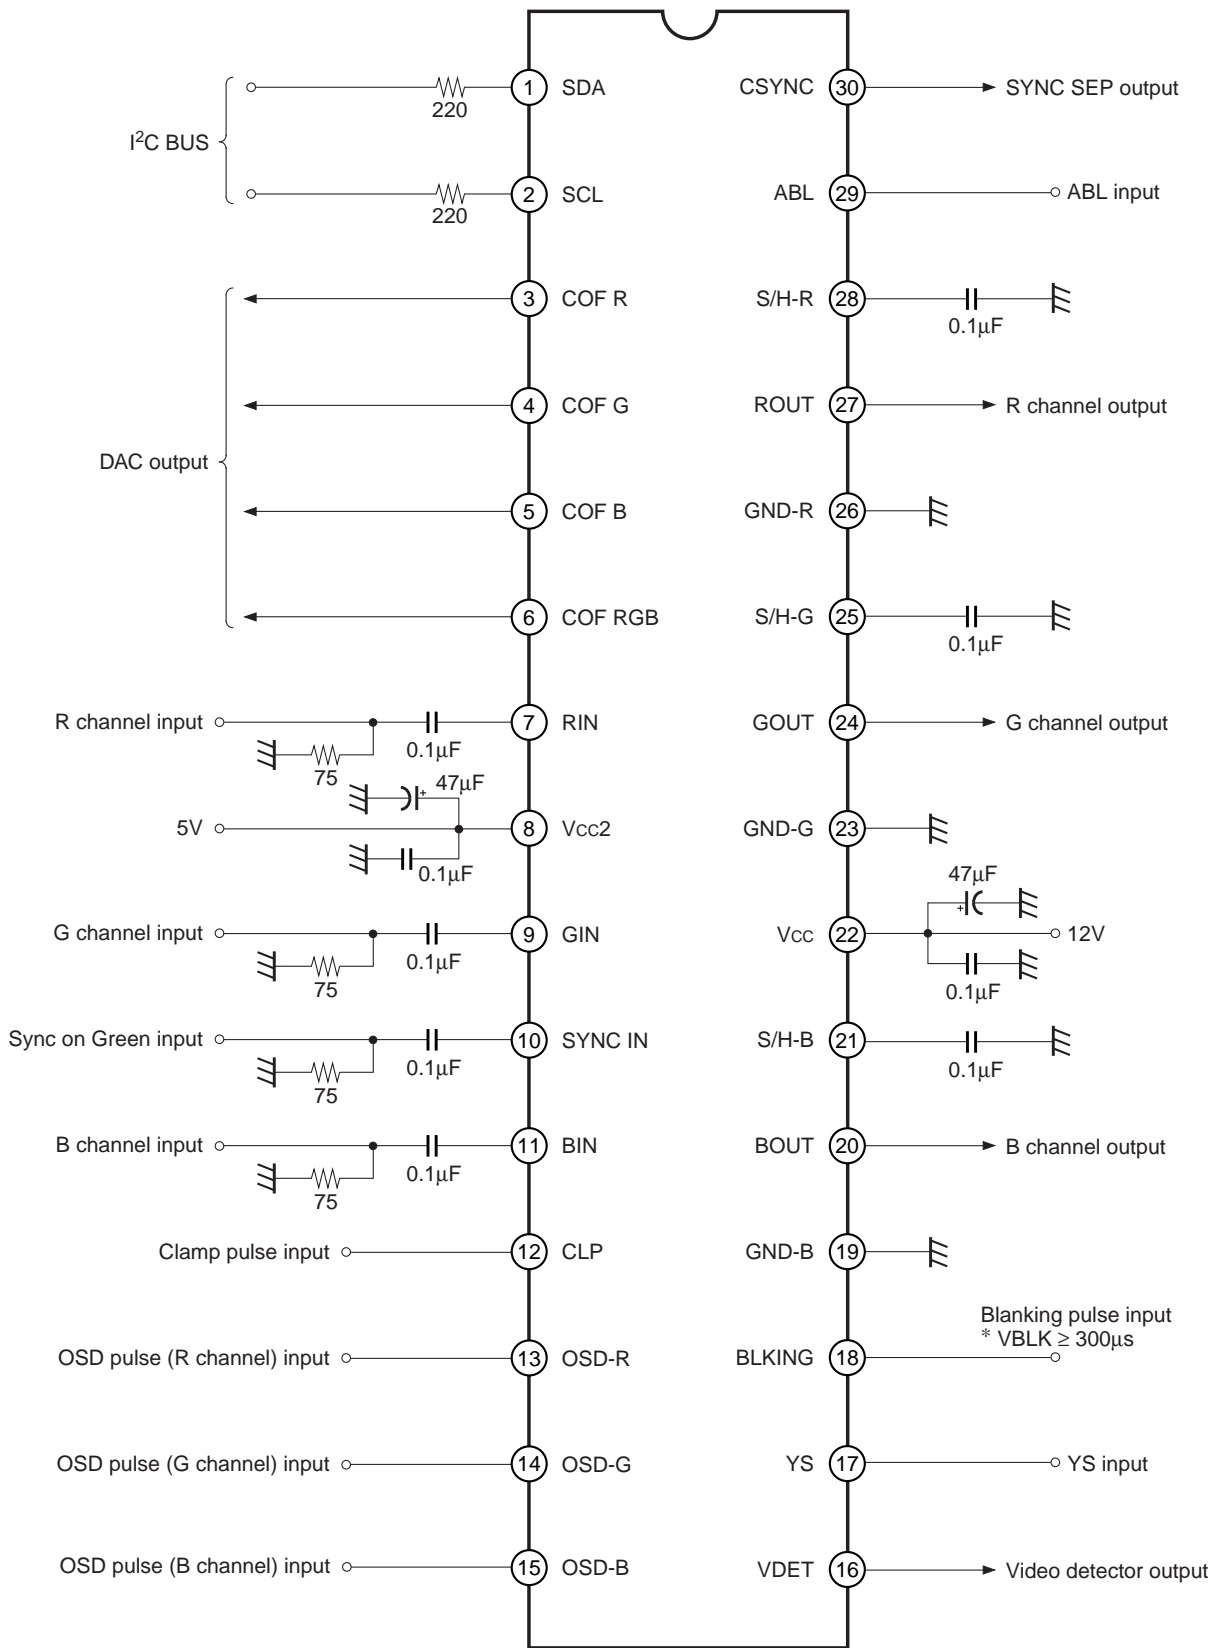 1 SDA CSYNC 30 SYNC SEP output
220
I²C BUS
2 SCL ABL 29 ABL input
220
3 COF R S/H-R 28
0.1μF
4 COF G ROUT 27 R channel output
DAC output
5 COF B GND-R 26
6 COF RGB S/H-G 25
0.1μF
R channel input 7 RIN GOUT 24 G channel output
0.1μF
75
47μF
+
5V 8 VCC2 GND-G 23
0.1μF
47μF
+
G channel input 9 GIN VCC 22 12V
0.1μF
75
0.1μF
Sync on Green input 10 SYNC IN S/H-B 21
0.1μF 0.1μF
75
B channel input 11 BIN BOUT 20 B channel output
0.1μF
75
Clamp pulse input 12 CLP GND-B 19
Blanking pulse input
* VBLK ≥ 300μs
OSD pulse (R channel) input 13 OSD-R BLKING 18
OSD pulse (G channel) input 14 OSD-G YS 17 YS input
OSD pulse (B channel) input 15 OSD-B VDET 16 Video detector output